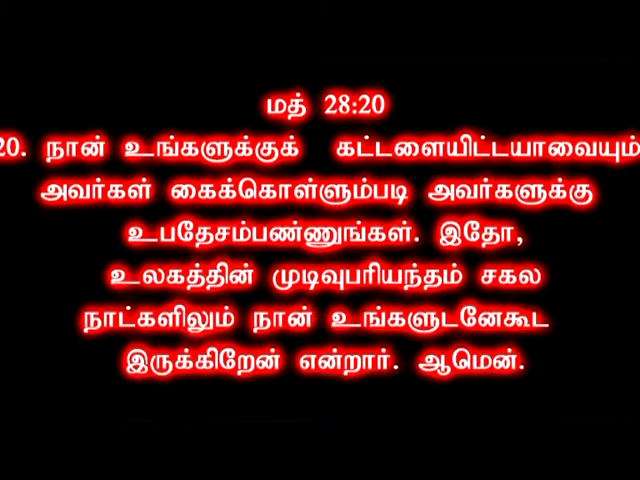 மத் 28:20
20. நான் உங்களுக்குக் கட்டளையிட்டயாவையும்
அவர்கள் கைக்கொள்ளும்படி அவர்களுக்கு
உபதேசம்பண்ணுங்கள். இதோ,
உலகத்தின் முடிவுபரியந்தம் சகல
நாட்களிலும் நான் உங்களுடனேகூட
இருக்கிறேன் என்றார். ஆமென்.